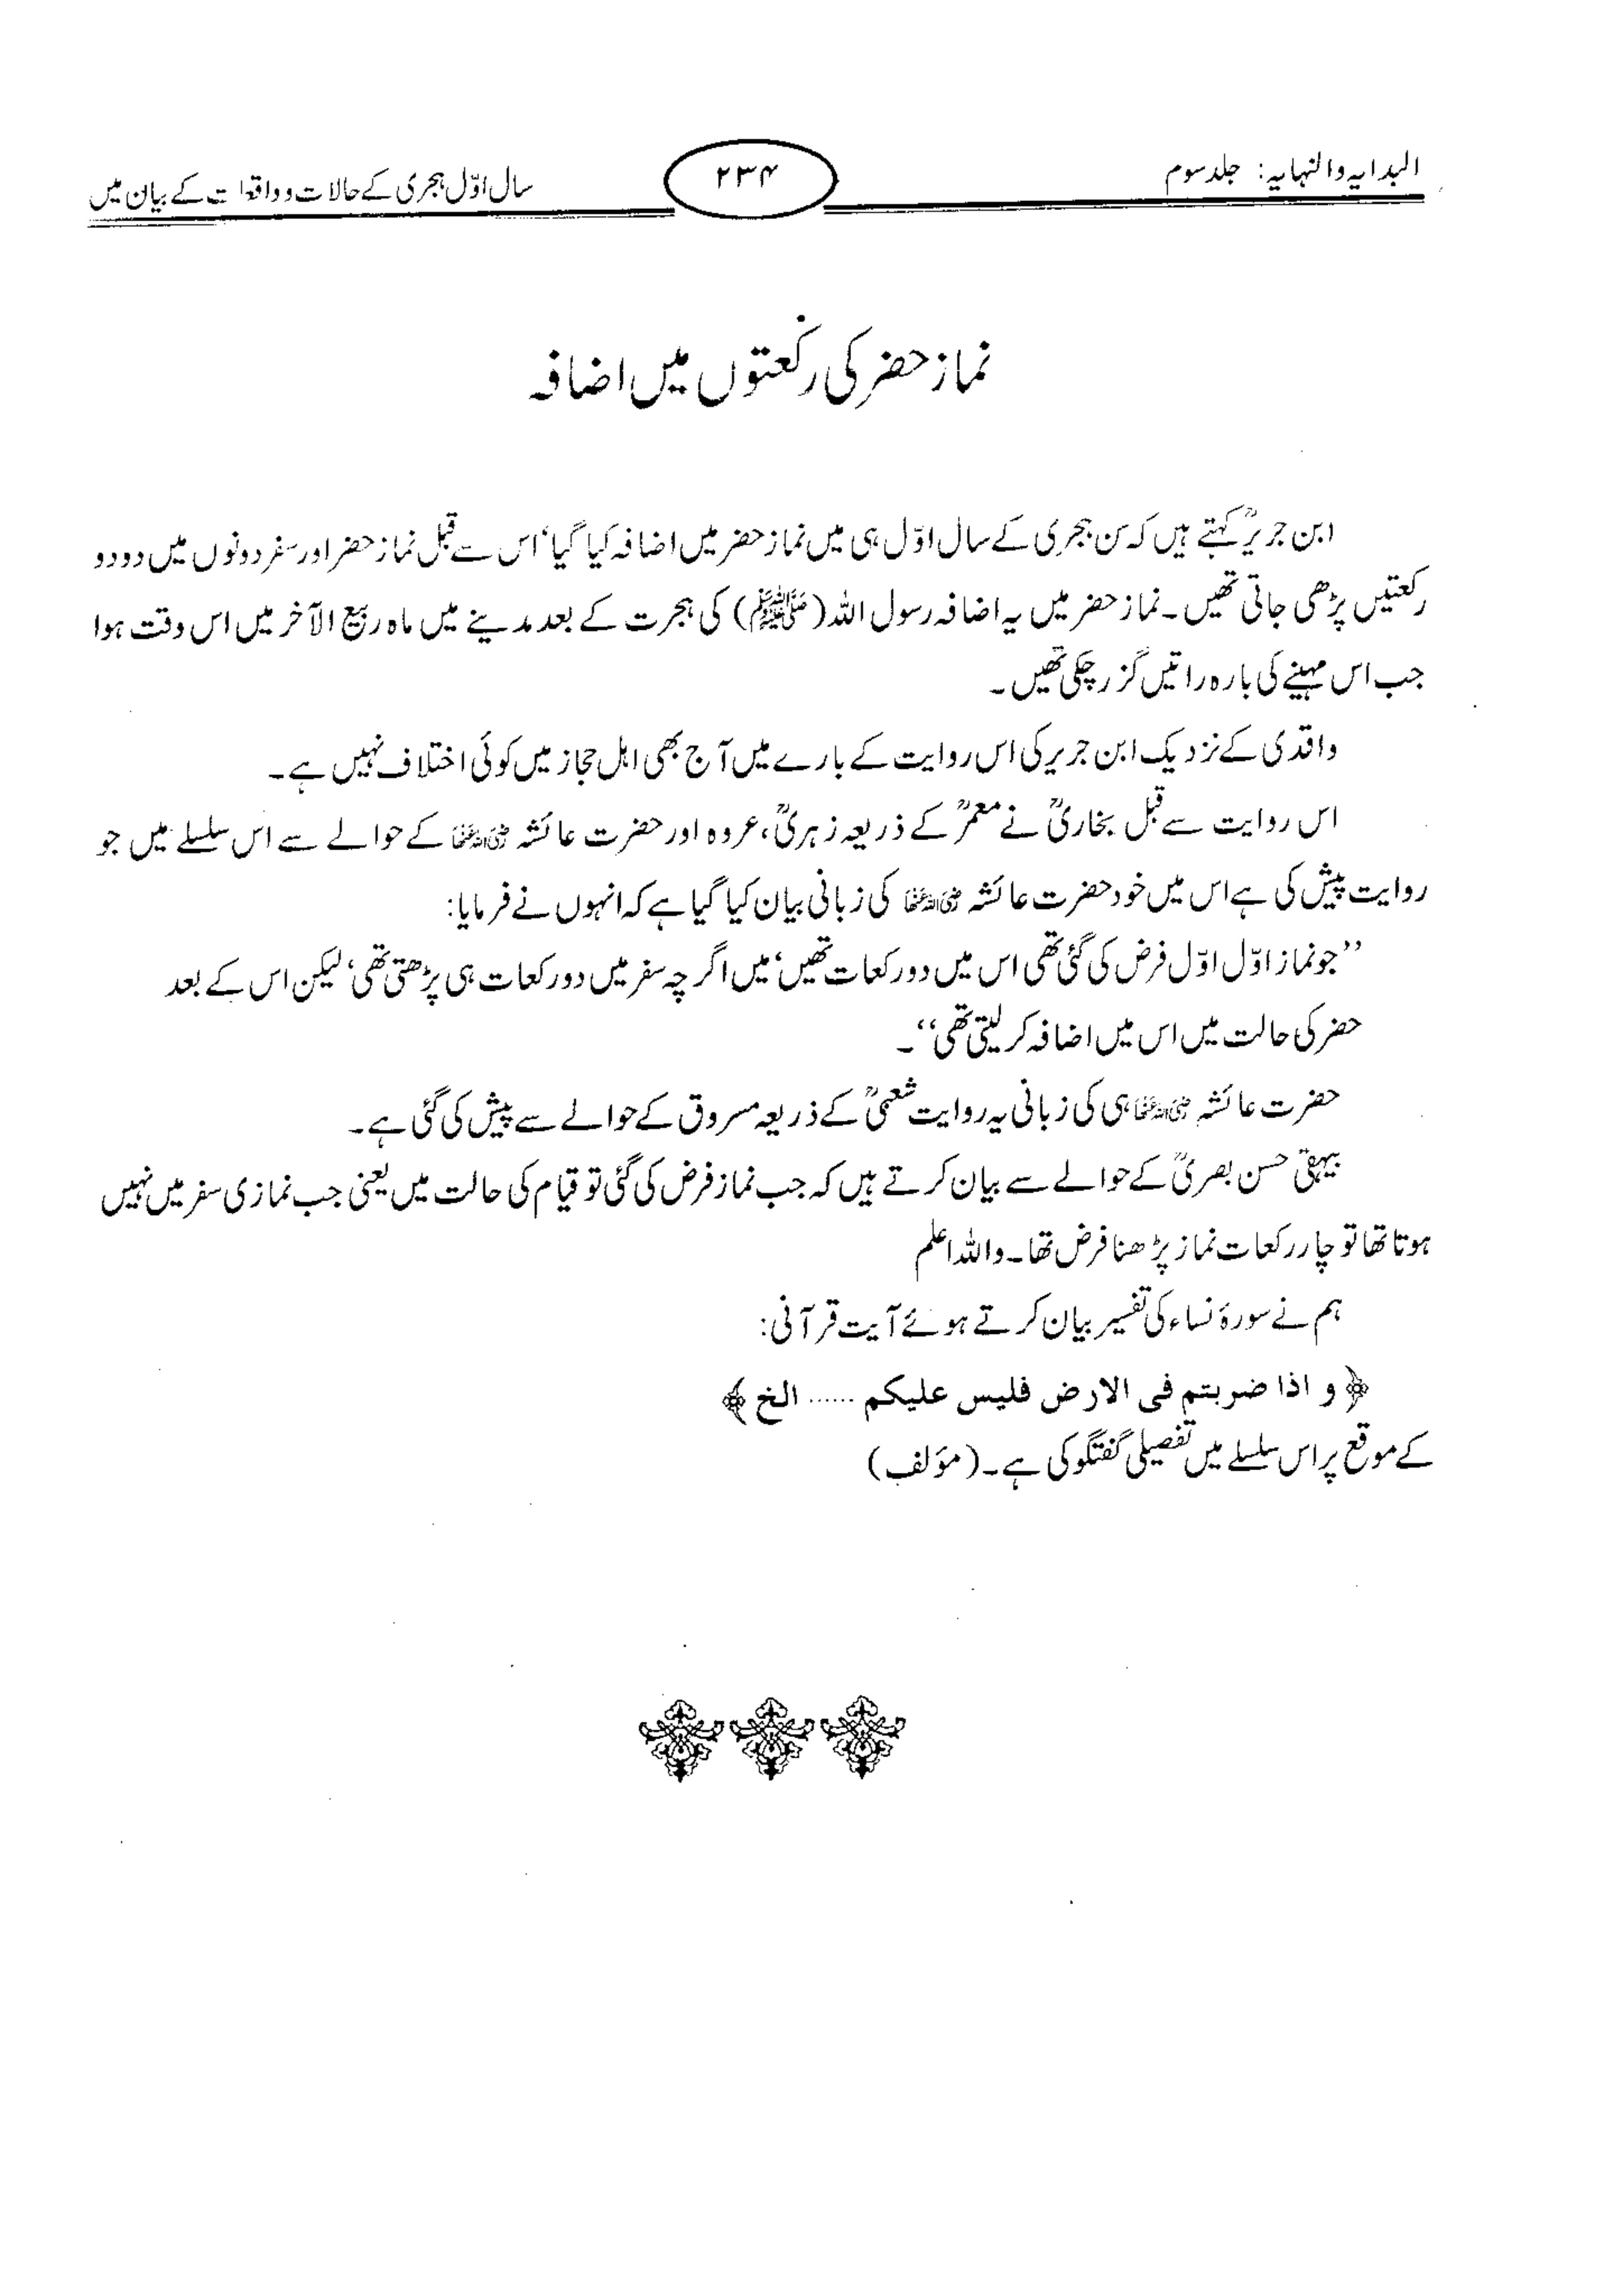 البدایہ والنہایہ: جلد سوم
۲۳۴
سال اوّل ہجری کے حالات و واقعات کے بیان میں
نماز حضر کی رکعتوں میں اضافہ
ابن جریرؒ کہتے ہیں کہ سن ہجری کے سال اوّل ہی میں نماز حضر میں اضافہ کیا گیا‘ اس سے قبل نماز حضر اور سفر دونوں میں دو دو
رکعتیں پڑھی جاتی تھیں۔ نماز حضر میں یہ اضافہ رسول اللہ (ﷺ) کی ہجرت کے بعد مدینے میں ماہ ربیع الآخر میں اس وقت ہوا
جب اس مہینے کی بارہ راتیں گزر چکی تھیں۔
واقدی کے نزدیک ابن جریر کی اس روایت کے بارے میں آج بھی اہل حجاز میں کوئی اختلاف نہیں ہے۔
اس روایت سے قبل بخاریؒ نے معمرؒ کے ذریعہ زہریؒ، عروہ اور حضرت عائشہ رضی اللہ عنہا کے حوالے سے اس سلسلے میں جو
روایت پیش کی ہے اس میں خود حضرت عائشہ رضی اللہ عنہا کی زبانی بیان کیا گیا ہے کہ انہوں نے فرمایا:
’’جو نماز اوّل اوّل فرض کی گئی تھی اس میں دو رکعات تھیں‘ میں اگر چہ سفر میں دو رکعات ہی پڑھتی تھی‘ لیکن اس کے بعد
حضر کی حالت میں اس میں اضافہ کر لیتی تھی‘‘۔
حضرت عائشہ رضی اللہ عنہا ہی کی زبانی یہ روایت شعبیؒ کے ذریعہ مسروق کے حوالے سے پیش کی گئی ہے۔
بیہقی حسن بصریؒ کے حوالے سے بیان کرتے ہیں کہ جب نماز فرض کی گئی تو قیام کی حالت میں یعنی جب نمازی سفر میں نہیں
ہوتا تھا تو چار رکعات نماز پڑھنا فرض تھا۔ واللہ اعلم
ہم نے سورۂ نساء کی تفسیر بیان کرتے ہوئے آیت قرآنی:
﴿و اذا ضربتم فی الارض فلیس علیکم ...... الخ﴾
کے موقع پر اس سلسلے میں تفصیلی گفتگو کی ہے۔ (مؤلف)